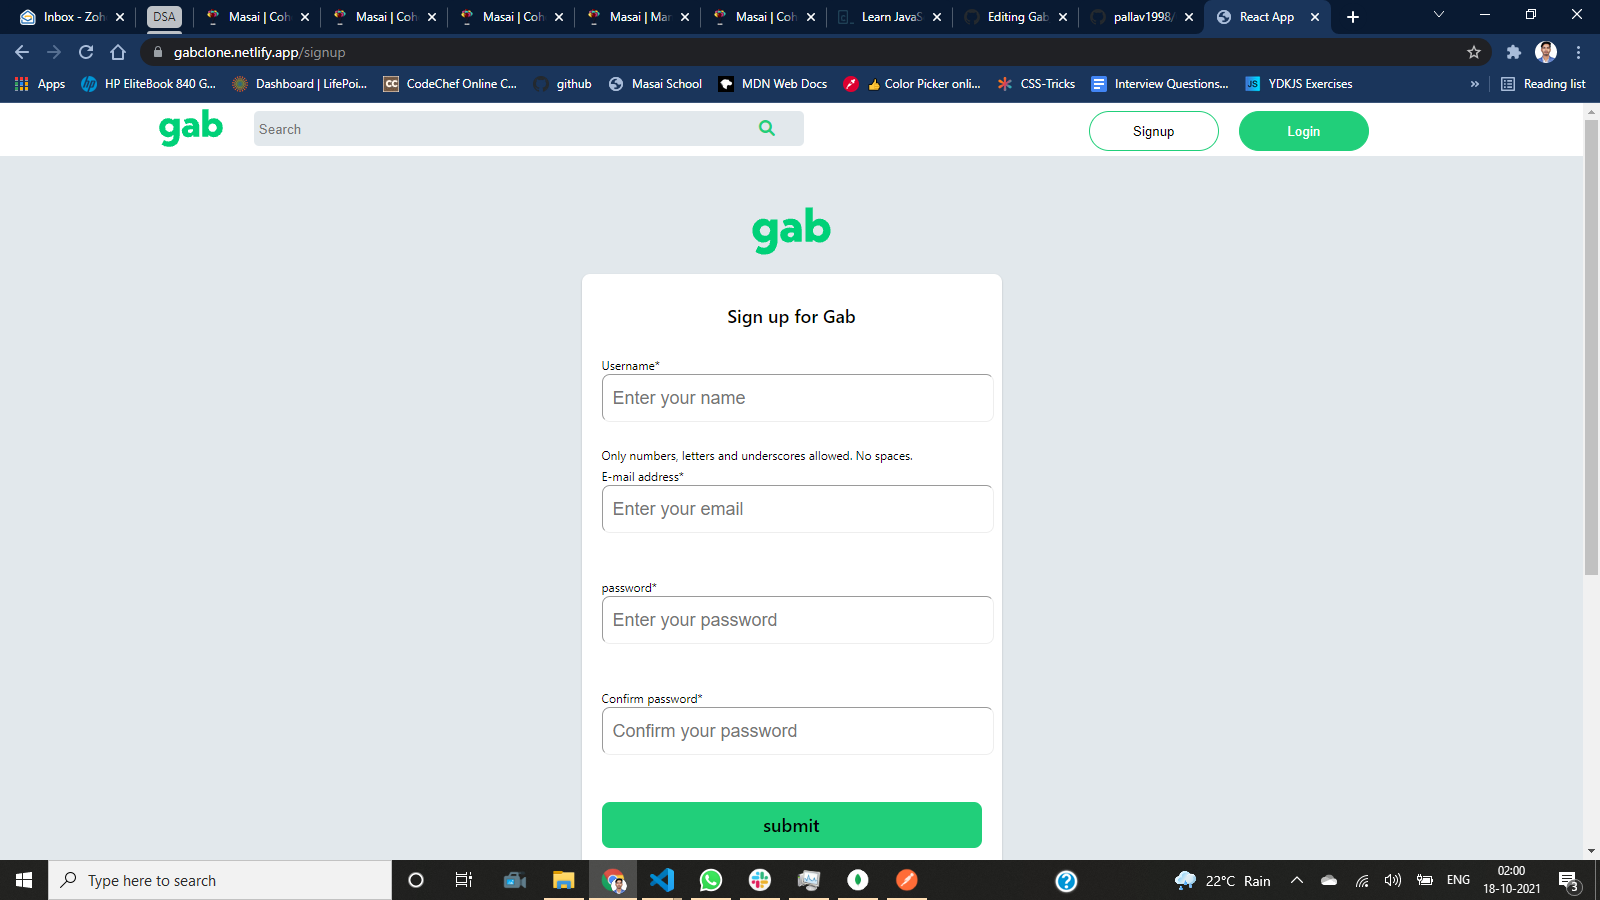 Inbox - Zoh
DSA
Masai | Coh
Masai | Coh
Masai | Coh
Masai | Mar
Masai | Coh
Learn JavaS
Editing Gab
pallav1998/
React App
gabclone.netlify.app/signup
Apps
HP EliteBook 840 G...
Dashboard | LifePoi...
CC
CodeChef Online C...
github
Masai School
MDN Web Docs
👍 Color Picker onli...
CSS-Tricks
Interview Questions...
JS
YDKJS Exercises
»
Reading list
gab
Search
Signup
Login
gab
Sign up for Gab
Username*
Enter your name
Only numbers, letters and underscores allowed. No spaces.
E-mail address*
Enter your email
password*
Enter your password
Confirm password*
Confirm your password
submit
Type here to search
22°C Rain
ENG
02:00
18-10-2021
3